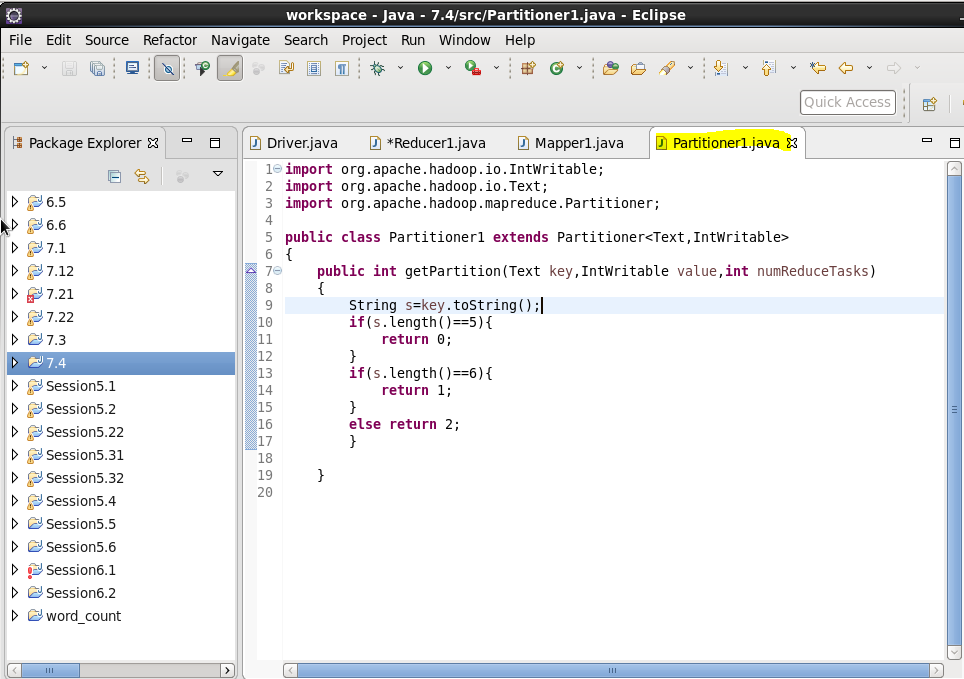 workspace - Java - 7.4/src/Partitioner1.java - Eclipse
File Edit Source Refactor Navigate Search Project Run Window Help
Quick Access
Package Explorer
6.5
6.6
7.1
7.12
7.21
7.22
7.3
7.4
Session5.1
Session5.2
Session5.22
Session5.31
Session5.32
Session5.4
Session5.5
Session5.6
Session6.1
Session6.2
word_count
Driver.java *Reducer1.java Mapper1.java Partitioner1.java
1 import org.apache.hadoop.io.IntWritable;
2 import org.apache.hadoop.io.Text;
3 import org.apache.hadoop.mapreduce.Partitioner;
4
5 public class Partitioner1 extends Partitioner<Text,IntWritable>
6 {
7 public int getPartition(Text key,IntWritable value,int numReduceTasks)
8 {
9 String s=key.toString();
10 if(s.length()==5){
11 return 0;
12 }
13 if(s.length()==6){
14 return 1;
15 }
16 else return 2;
17 }
18
19 }
20